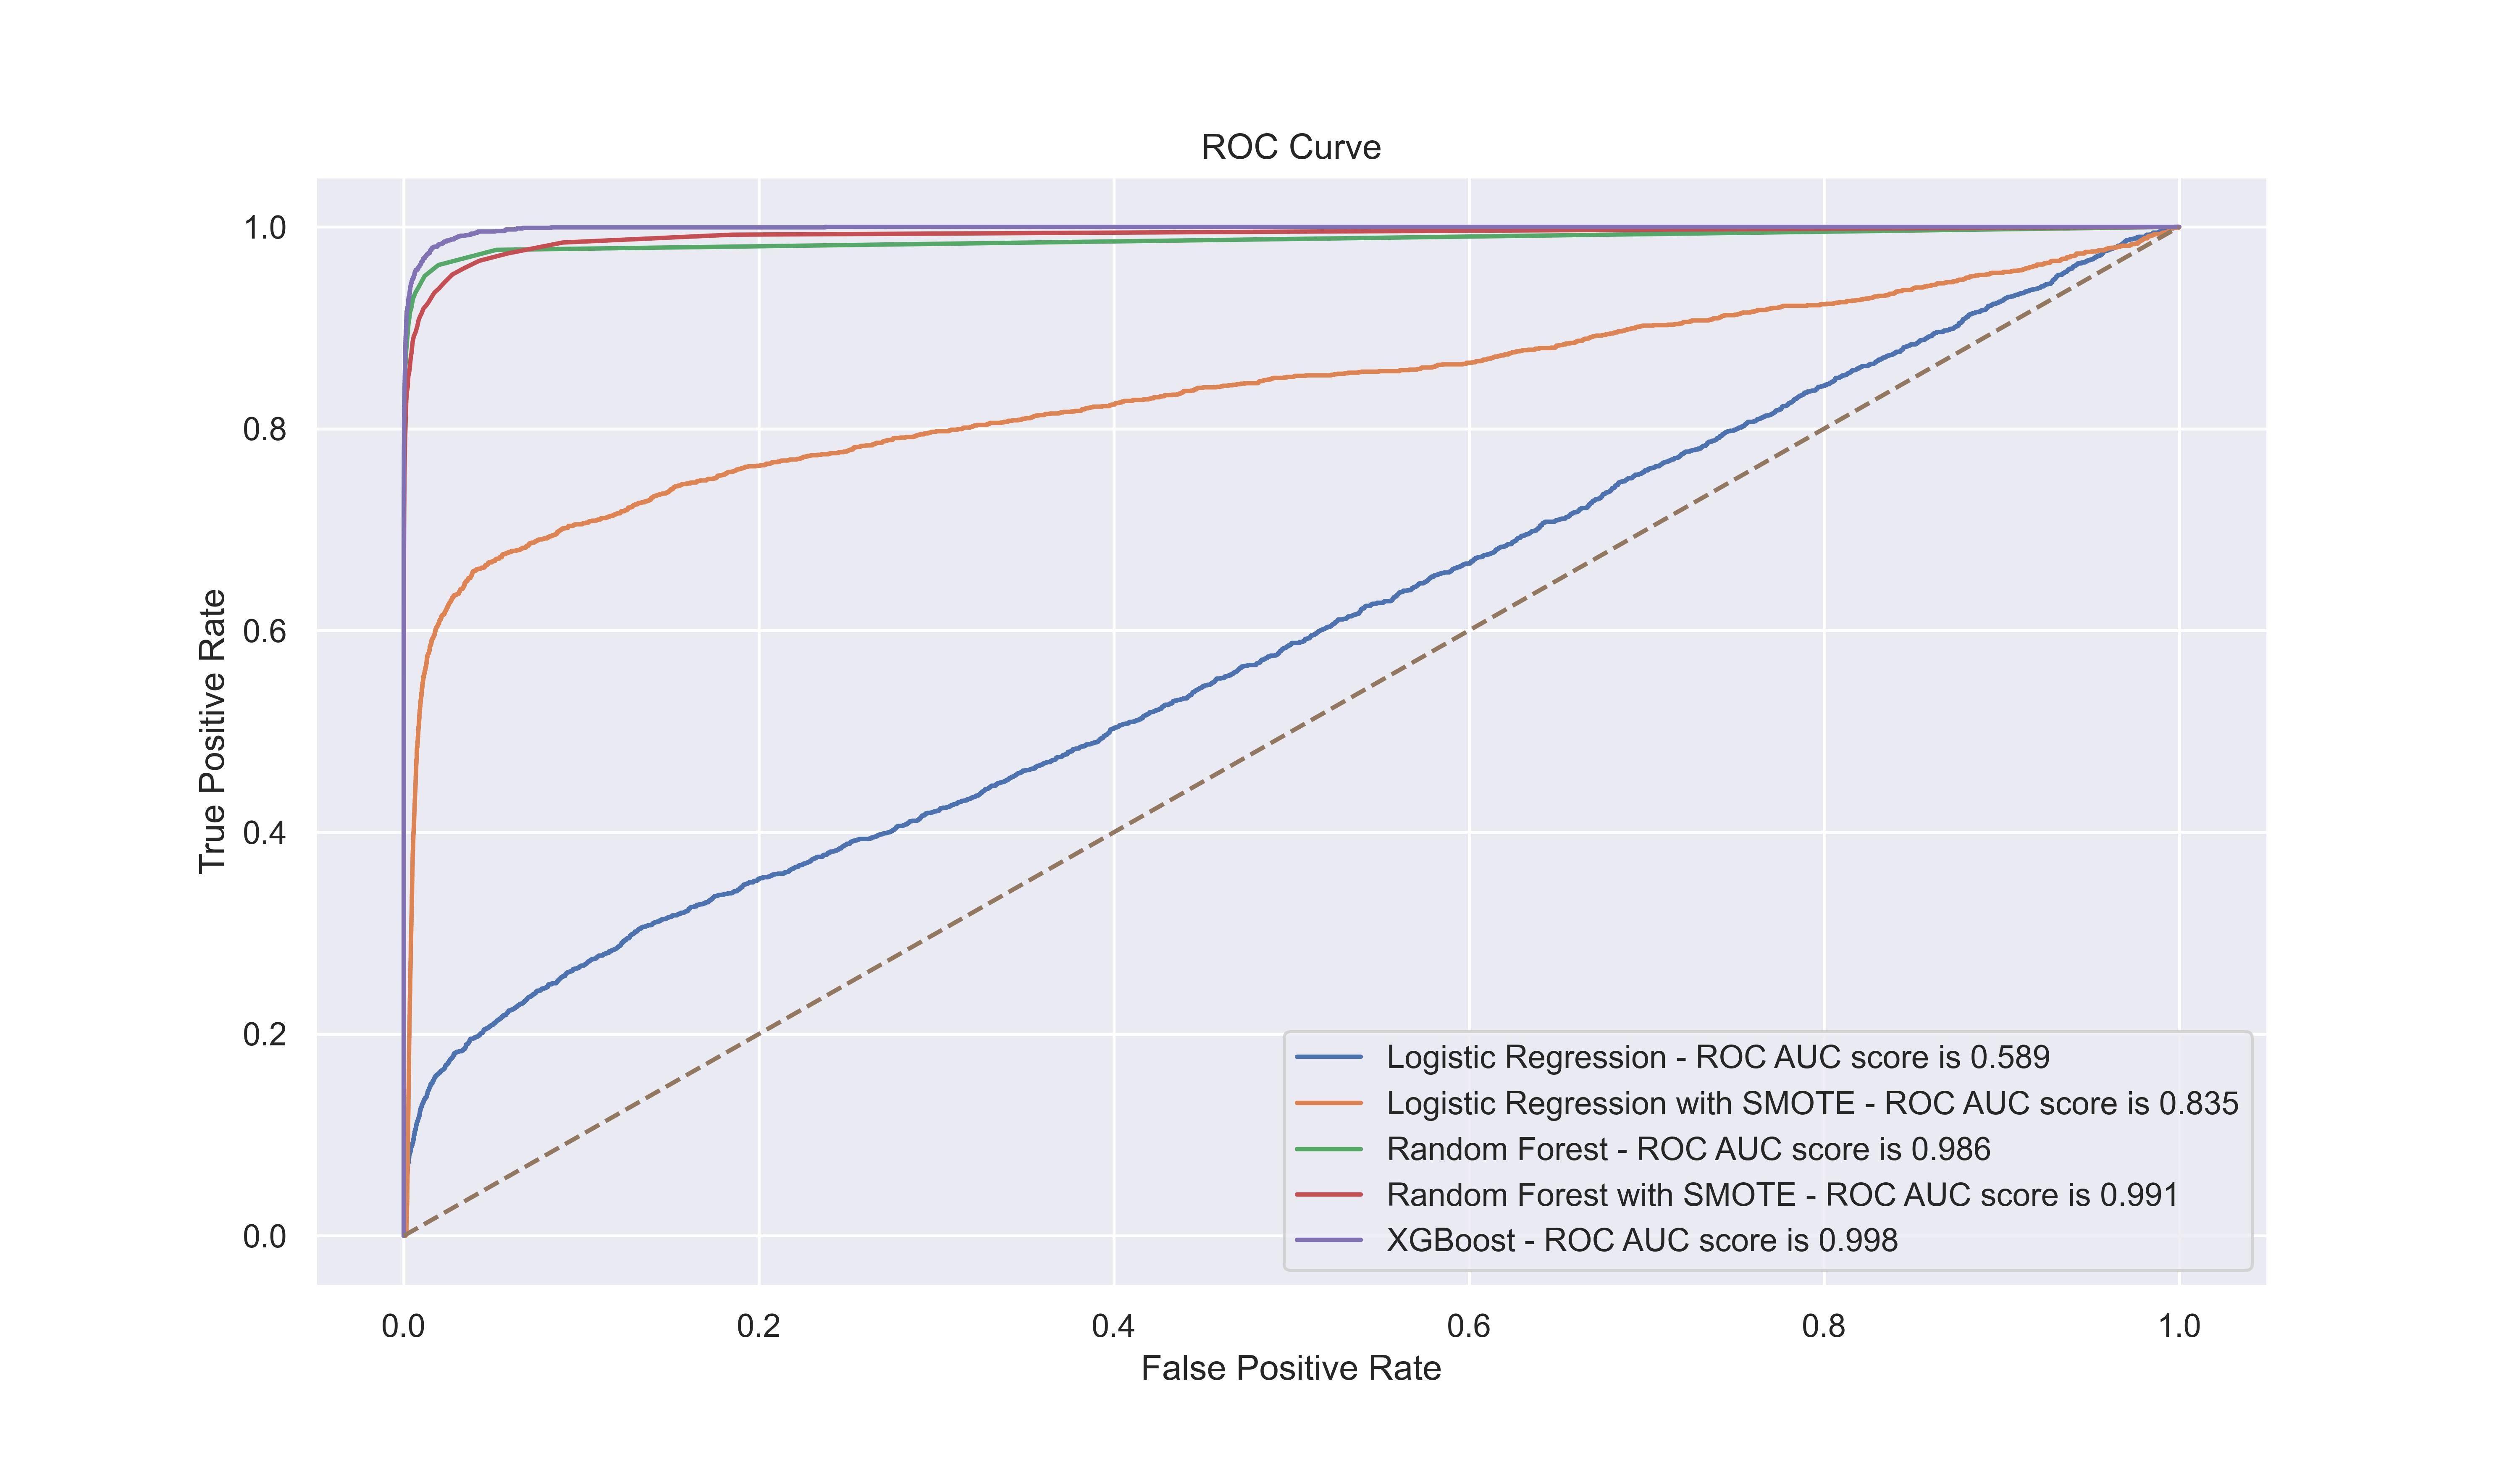 ROC Curve
1.0
0.8
0.6
0.4
0.2
0.0
True Positive Rate
Logistic Regression - ROC AUC score is 0.589
Logistic Regression with SMOTE - ROC AUC score is 0.835
Random Forest - ROC AUC score is 0.986
Random Forest with SMOTE - ROC AUC score is 0.991
XGBoost - ROC AUC score is 0.998
0.0 0.2 0.4 0.6 0.8 1.0
False Positive Rate